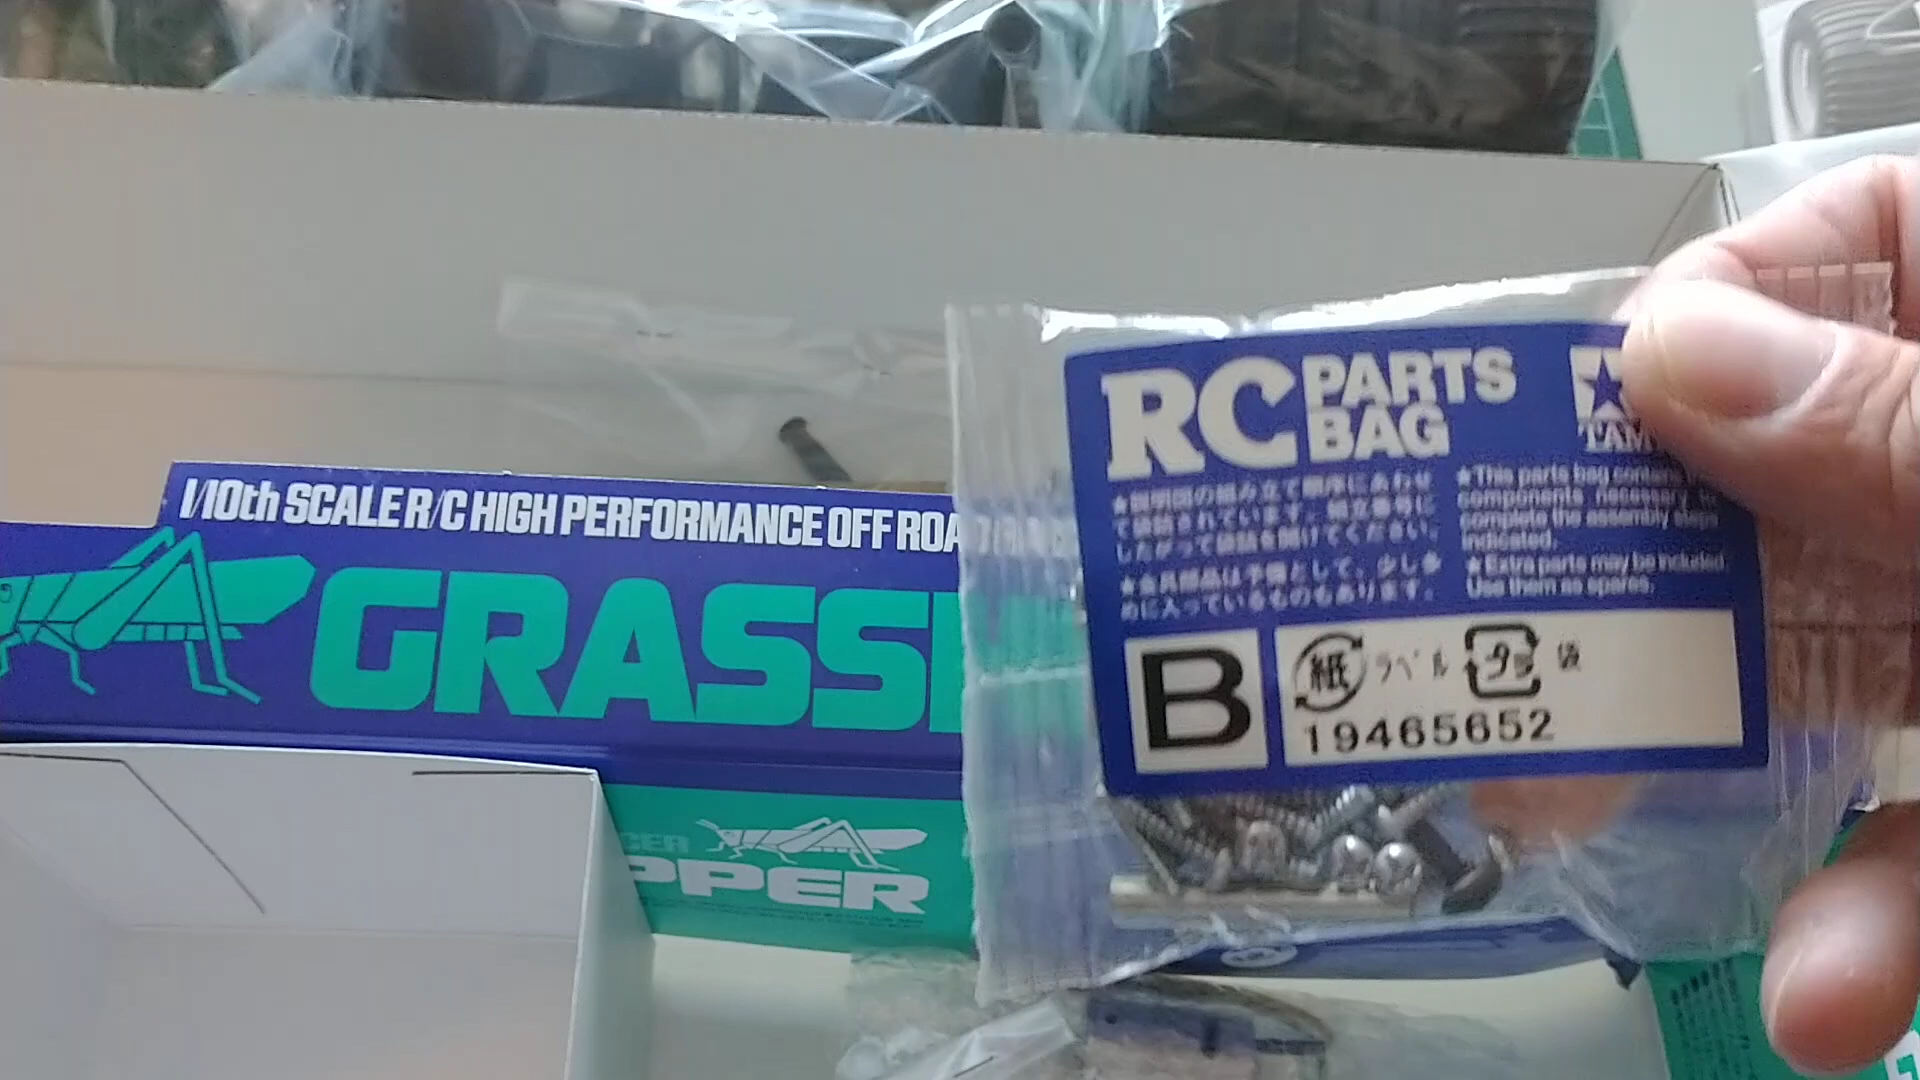 1/10th SCALE R/C HIGH PERFORMANCE OFF ROA
GRASS
CER
PPER
RC PARTS
BAG
TAM
★説明図の組み立て順序にあわせ
て袋詰されています。組立番号に
したがって袋詰を開けてください。
★金具部品は予備として、少し多
めに入っているものもあります。
★This parts bag contains
components necessary to
complete the assembly steps
indicated.
★Extra parts may be included
Use them as spares.
B
紙 ラベル プラ 袋
19465652